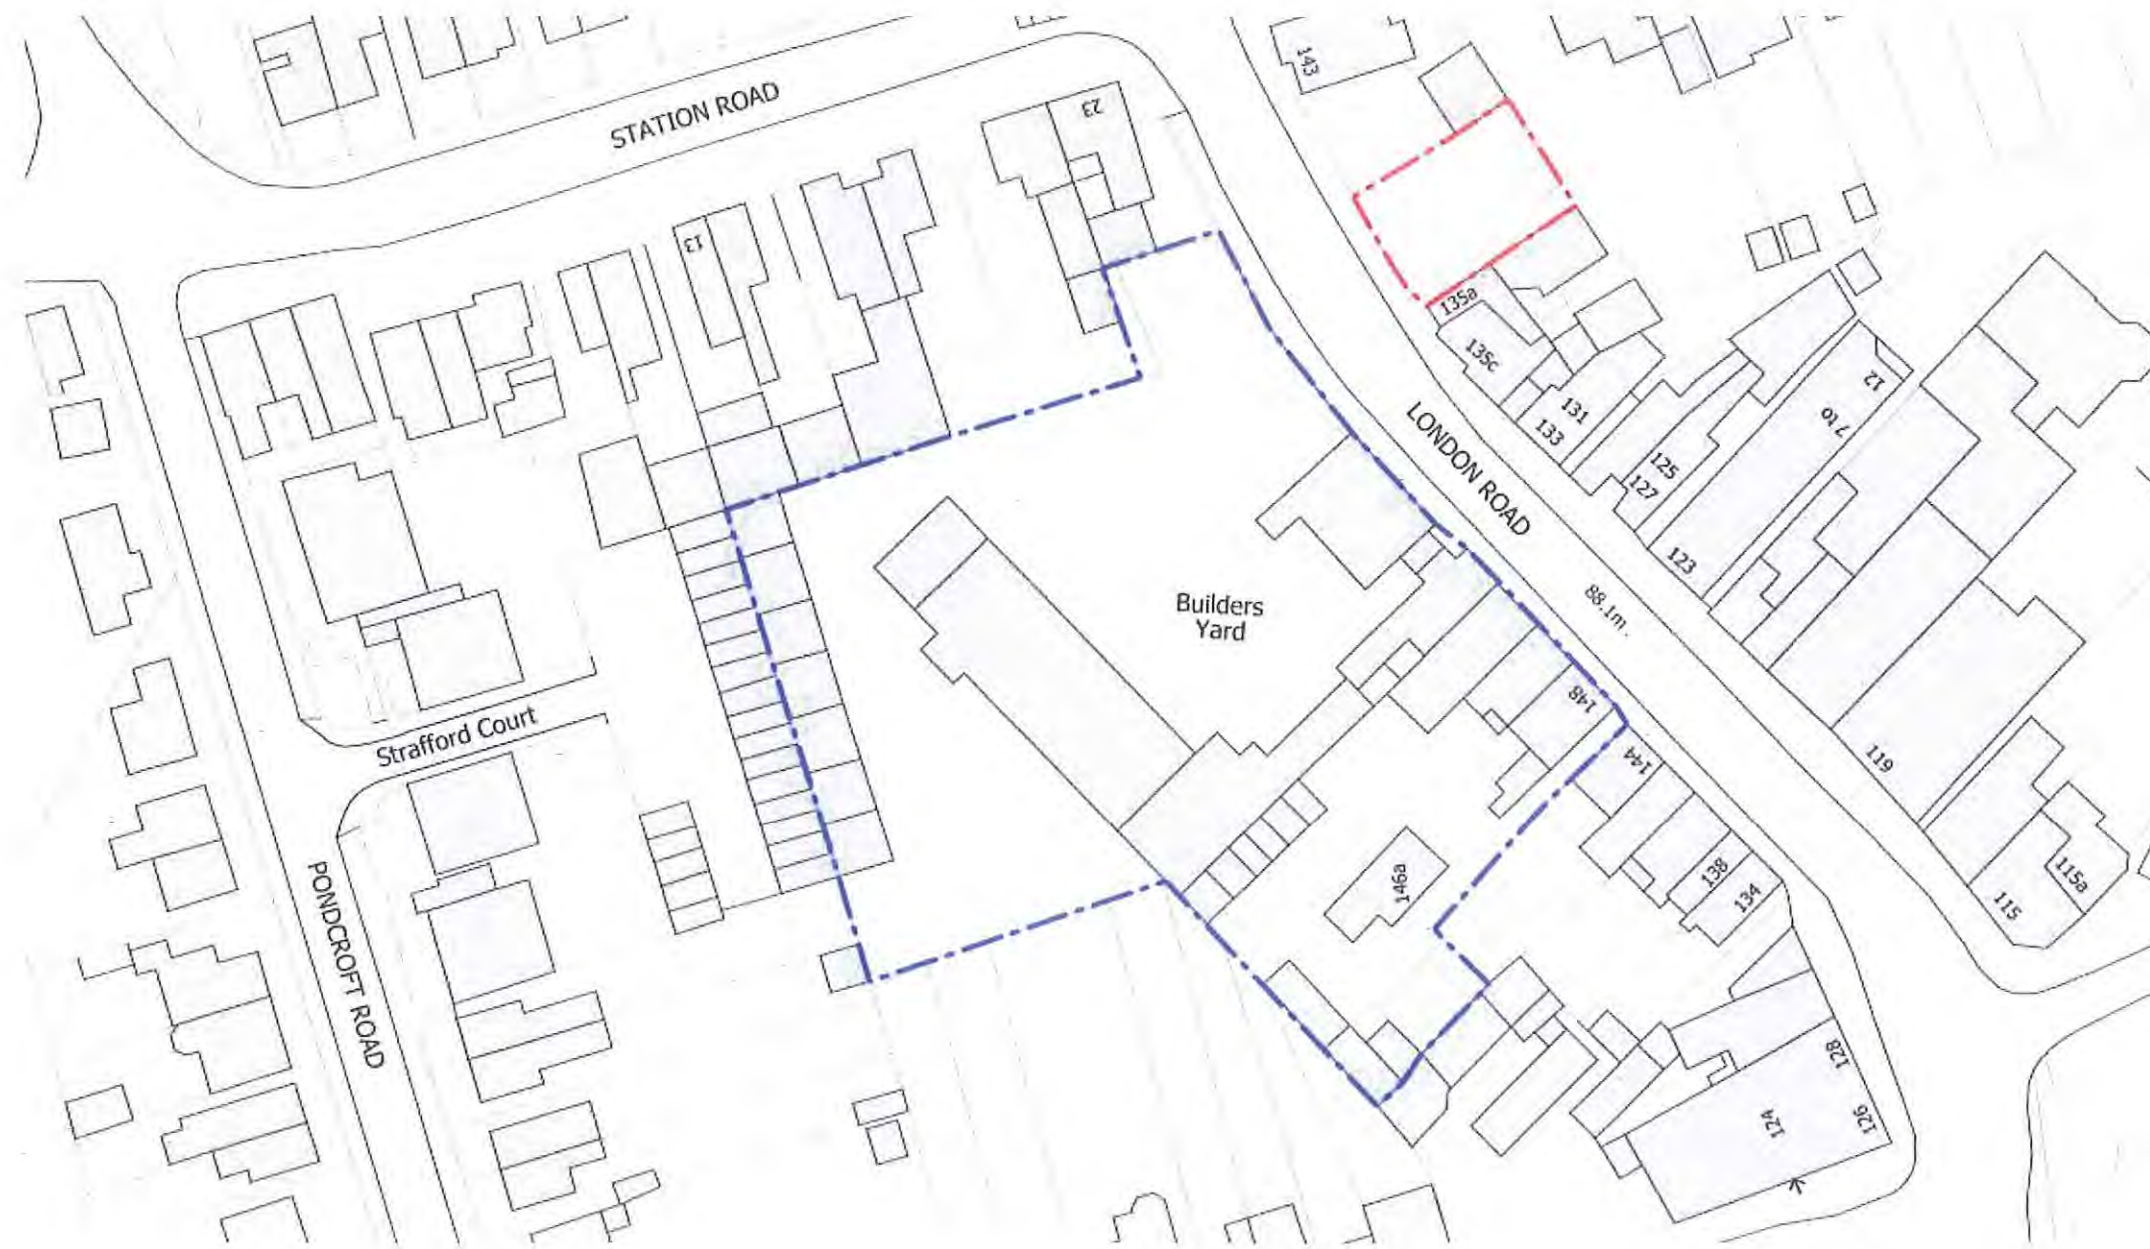 143
STATION ROAD
23
13
135a
135c
131
133
12
7 to
125
127
LONDON ROAD
123
88.1m.
Builders
Yard
148
144
Strafford Court
119
138
134
115a
115
146a
PONDCROFT ROAD
128
126
124